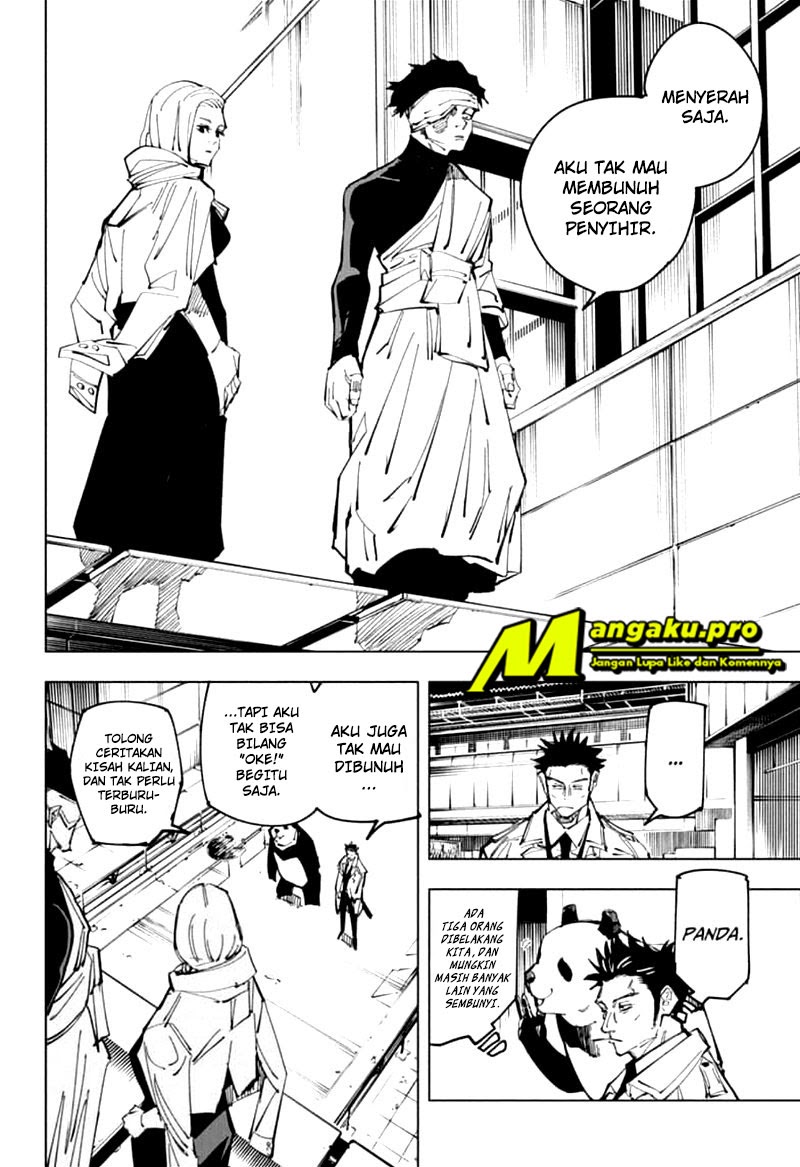 MENYERAH
SAJA.
AKU TAK MAU
MEMBUNUH
SEORANG
PENYIHIR.
Mangaku.pro
Jangan Lupa Like dan Komennya
...
PANDA.
ADA
TIGA ORANG
DIBELAKANG
KITA, DAN
MUNGKIN
MASIH BANYAK
LAIN YANG
SEMBUNYI.
AKU JUGA
TAK MAU
DIBUNUH
...
...TAPI AKU
TAK BISA
BILANG
"OKE!"
BEGITU
SAJA.
TOLONG
CERITAKAN
KISAH KALIAN,
DAN TAK PERLU
TERBURU-
BURU.